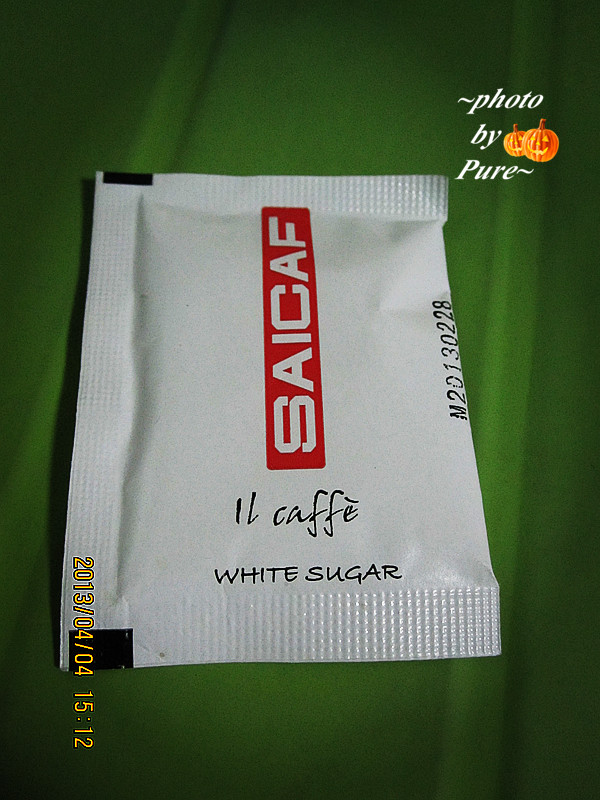 ~photo
by
Pure~
SAICAF
M20130228
Il caffè
WHITE SUGAR
2013/04/04 15:12